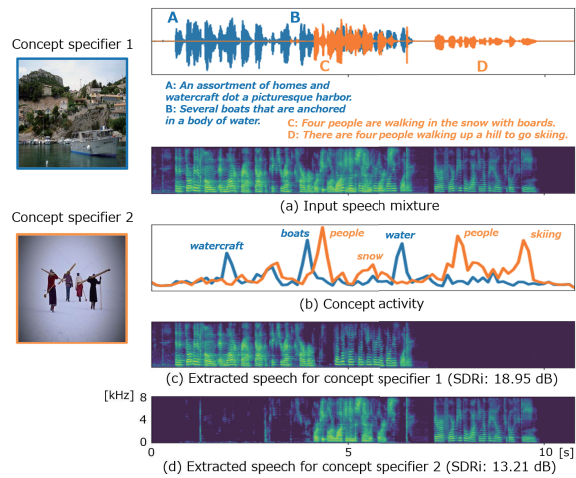 Concept specifier 1
A
B
C
D
A: An assortment of homes and
watercraft dot a picturesque harbor.
B: Several boats that are anchored
in a body of water.
C: Four people are walking in the snow with boards.
D: There are four people walking up a hill to go skiing.
(a) Input speech mixture
Concept specifier 2
watercraft
boats
people
snow
water
people
skiing
(b) Concept activity
(c) Extracted speech for concept specifier 1 (SDRi: 18.95 dB)
[kHz]
8
4
0
0
5
10
[s]
(d) Extracted speech for concept specifier 2 (SDRi: 13.21 dB)